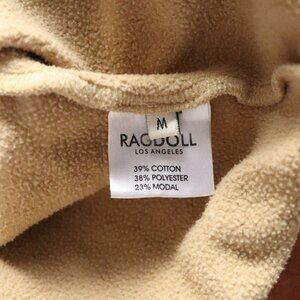 M
RAGDOLL
LOS ANGELES
39% COTTON
38% POLYESTER
23% MODAL